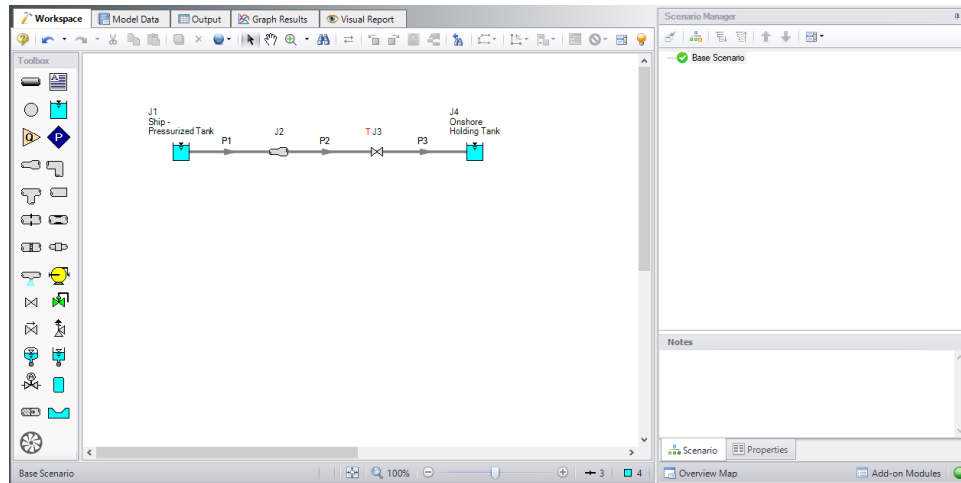 Workspace
Model Data
Output
Graph Results
Visual Report
Scenario Manager
Toolbox
Base Scenario
J1
Ship -
Pressurized Tank
P1
J2
P2
T J3
P3
J4
Onshore
Holding Tank
Q
P
Notes
Scenario
Properties
Base Scenario
100%
3
4
Overview Map
Add-on Modules